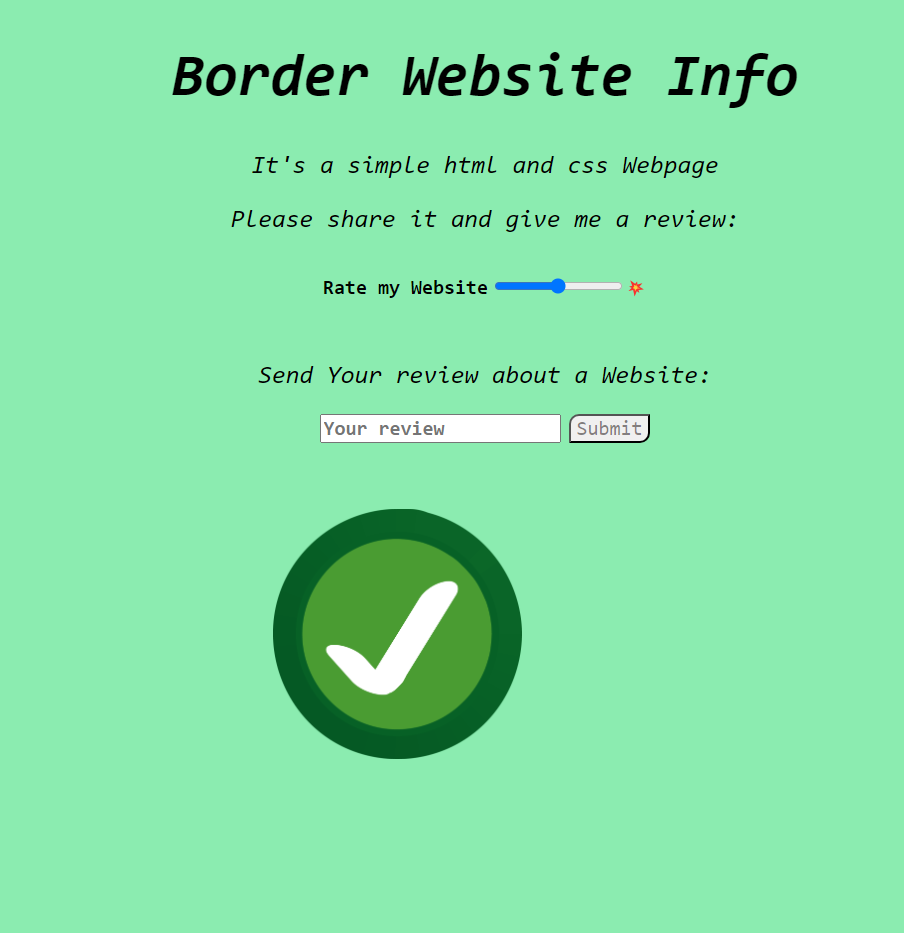 Border Website Info
It's a simple html and css Webpage
Please share it and give me a review:
Rate my Website 💥
Send Your review about a Website:
Your review Submit